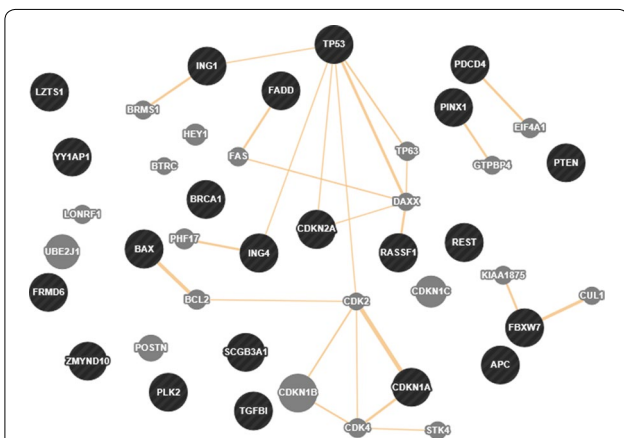 TP53
ING1
PDCD4
LZTS1
FADD
PINX1
BRMS1
EIF4A1
HEY1
TP63
YY1AP1
FAS
BTRC
GTPBP4
PTEN
BRCA1
DAXX
LONRF1
CDKN2A
PHF17
UBE2J1
BAX
ING4
RASSF1
REST
KIAA1875
FRMD6
CDKN1C
BCL2
CDK2
CUL1
FBXW7
POSTN
SCGB3A1
ZMYND10
APC
PLK2
CDKN1B
CDKN1A
TGFBI
CDK4
STK4